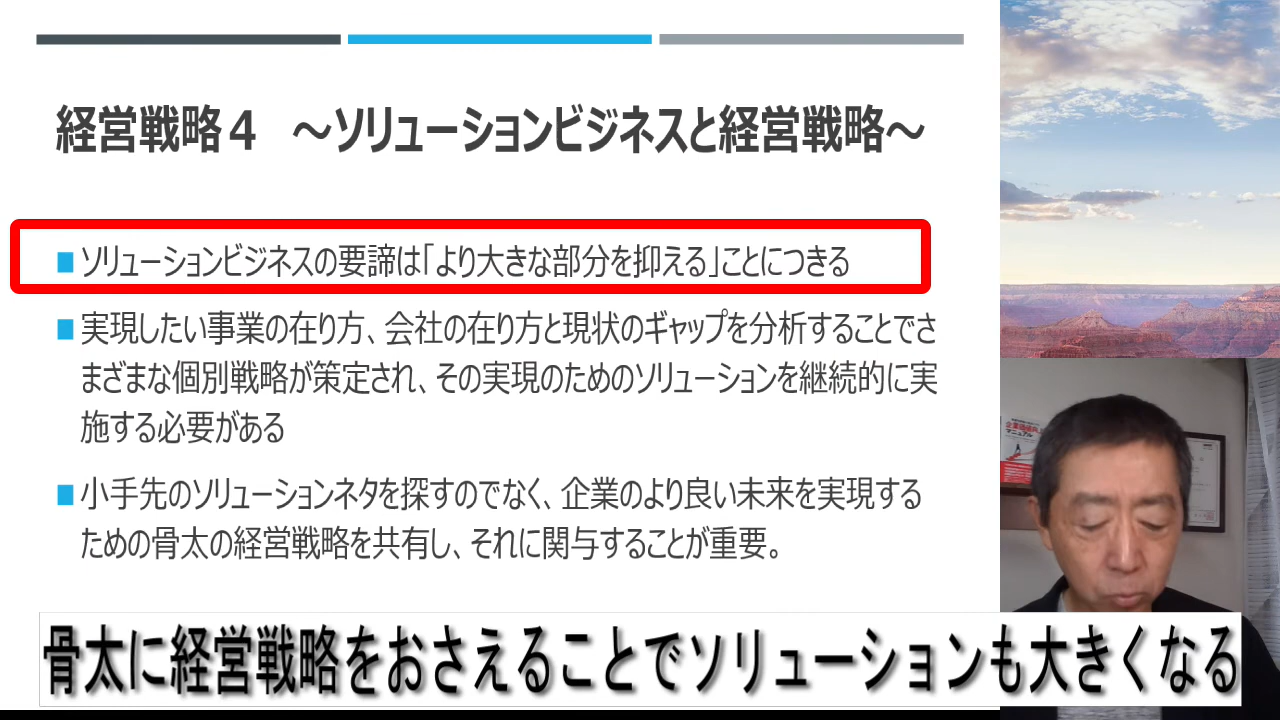 経営戦略４　～ソリューションビジネスと経営戦略～
ソリューションビジネスの要諦は「より大きな部分を抑える」ことにつきる
実現したい事業の在り方、会社の在り方と現状のギャップを分析することでさ
まざまな個別戦略が策定され、その実現のためのソリューションを継続的に実
施する必要がある
小手先のソリューションネタを探すのでなく、企業のより良い未来を実現する
ための骨太の経営戦略を共有し、それに関与することが重要。
マニュアル
骨太に経営戦略をおさえることでソリューションも大きくなる